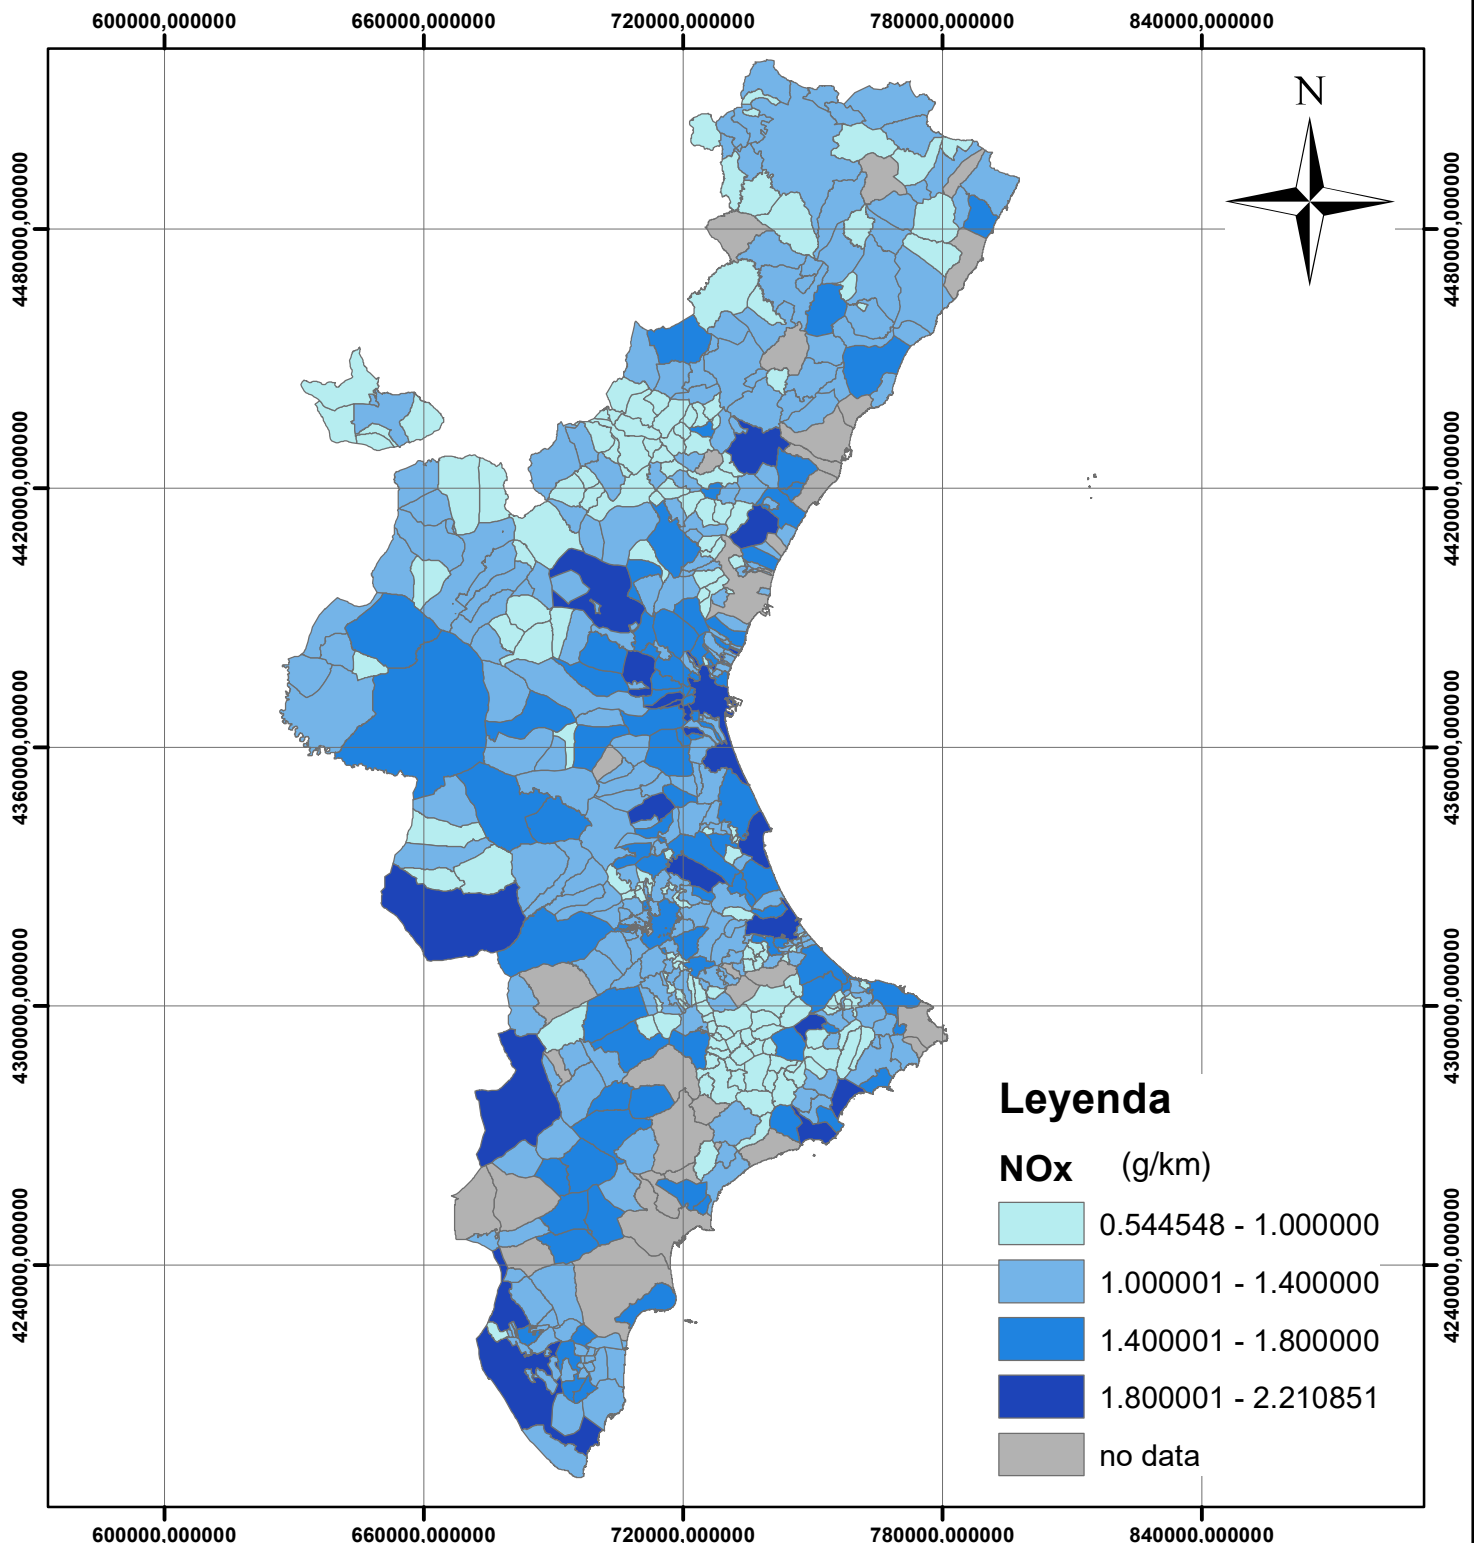 600000,000000 660000,000000 720000,000000 780000,000000 840000,000000
N
4480000,000000 4480000,000000
4420000,000000 4420000,000000
4360000,000000 4360000,000000
4300000,000000 4300000,000000
4240000,000000 4240000,000000
Leyenda
NOx (g/km)
0.544548 - 1.000000
1.000001 - 1.400000
1.400001 - 1.800000
1.800001 - 2.210851
no data
600000,000000 660000,000000 720000,000000 780000,000000 840000,000000